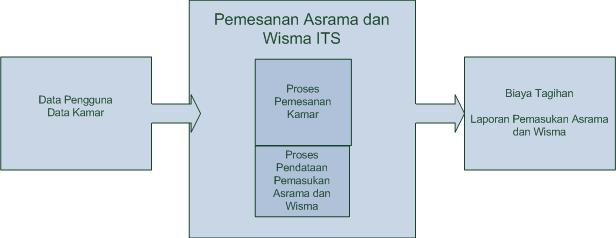 Data Pengguna
Data Kamar
Pemesanan Asrama dan
Wisma ITS
Proses
Pemesanan
Kamar
Proses
Pendataan
Pemasukan
Asrama dan
Wisma
Biaya Tagihan
Laporan Pemasukan Asrama
dan Wisma